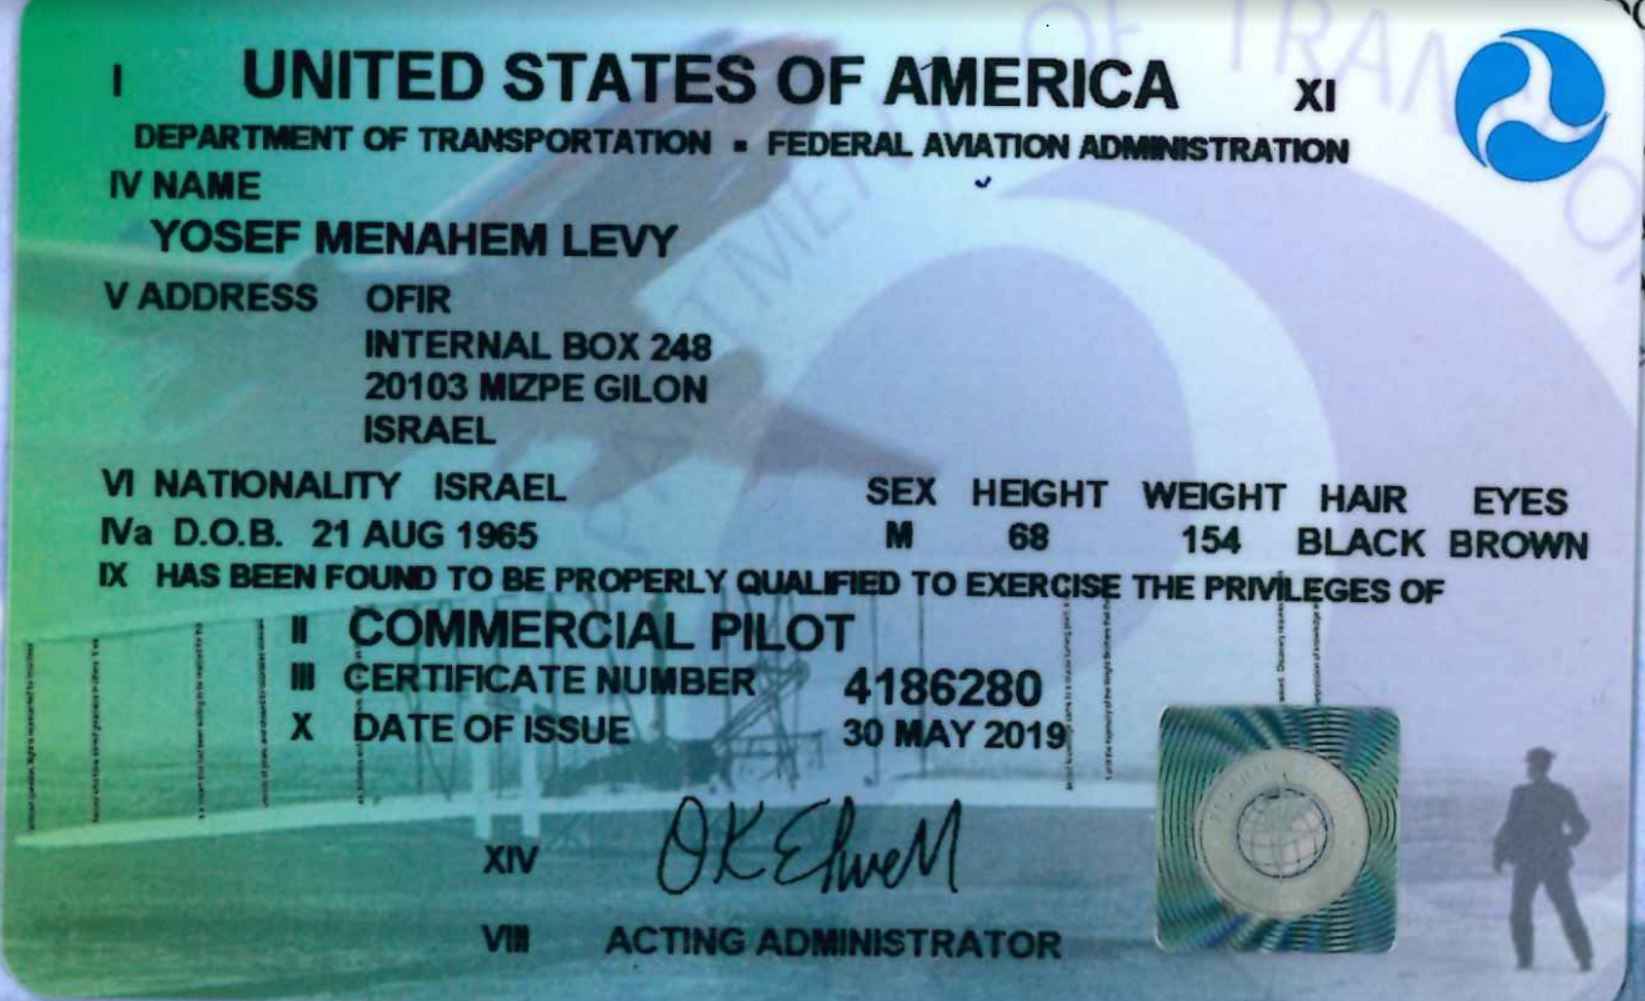 I UNITED STATES OF AMERICA XI
DEPARTMENT OF TRANSPORTATION ▪ FEDERAL AVIATION ADMINISTRATION
IV NAME
YOSEF MENAHEM LEVY
V ADDRESS OFIR
INTERNAL BOX 248
20103 MIZPE GILON
ISRAEL
VI NATIONALITY ISRAEL
SEX HEIGHT WEIGHT HAIR EYES
IVa D.O.B. 21 AUG 1965
M 68 154 BLACK BROWN
IX HAS BEEN FOUND TO BE PROPERLY QUALIFIED TO EXERCISE THE PRIVILEGES OF
II COMMERCIAL PILOT
III CERTIFICATE NUMBER 4186280
X DATE OF ISSUE 30 MAY 2019
XIV OKElwell
VIII ACTING ADMINISTRATOR